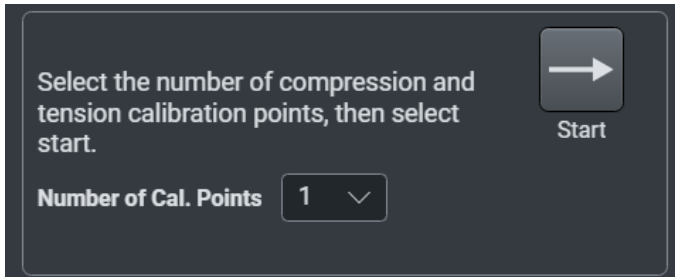 Select the number of compression and
tension calibration points, then select
start.
Start
Number of Cal. Points 1